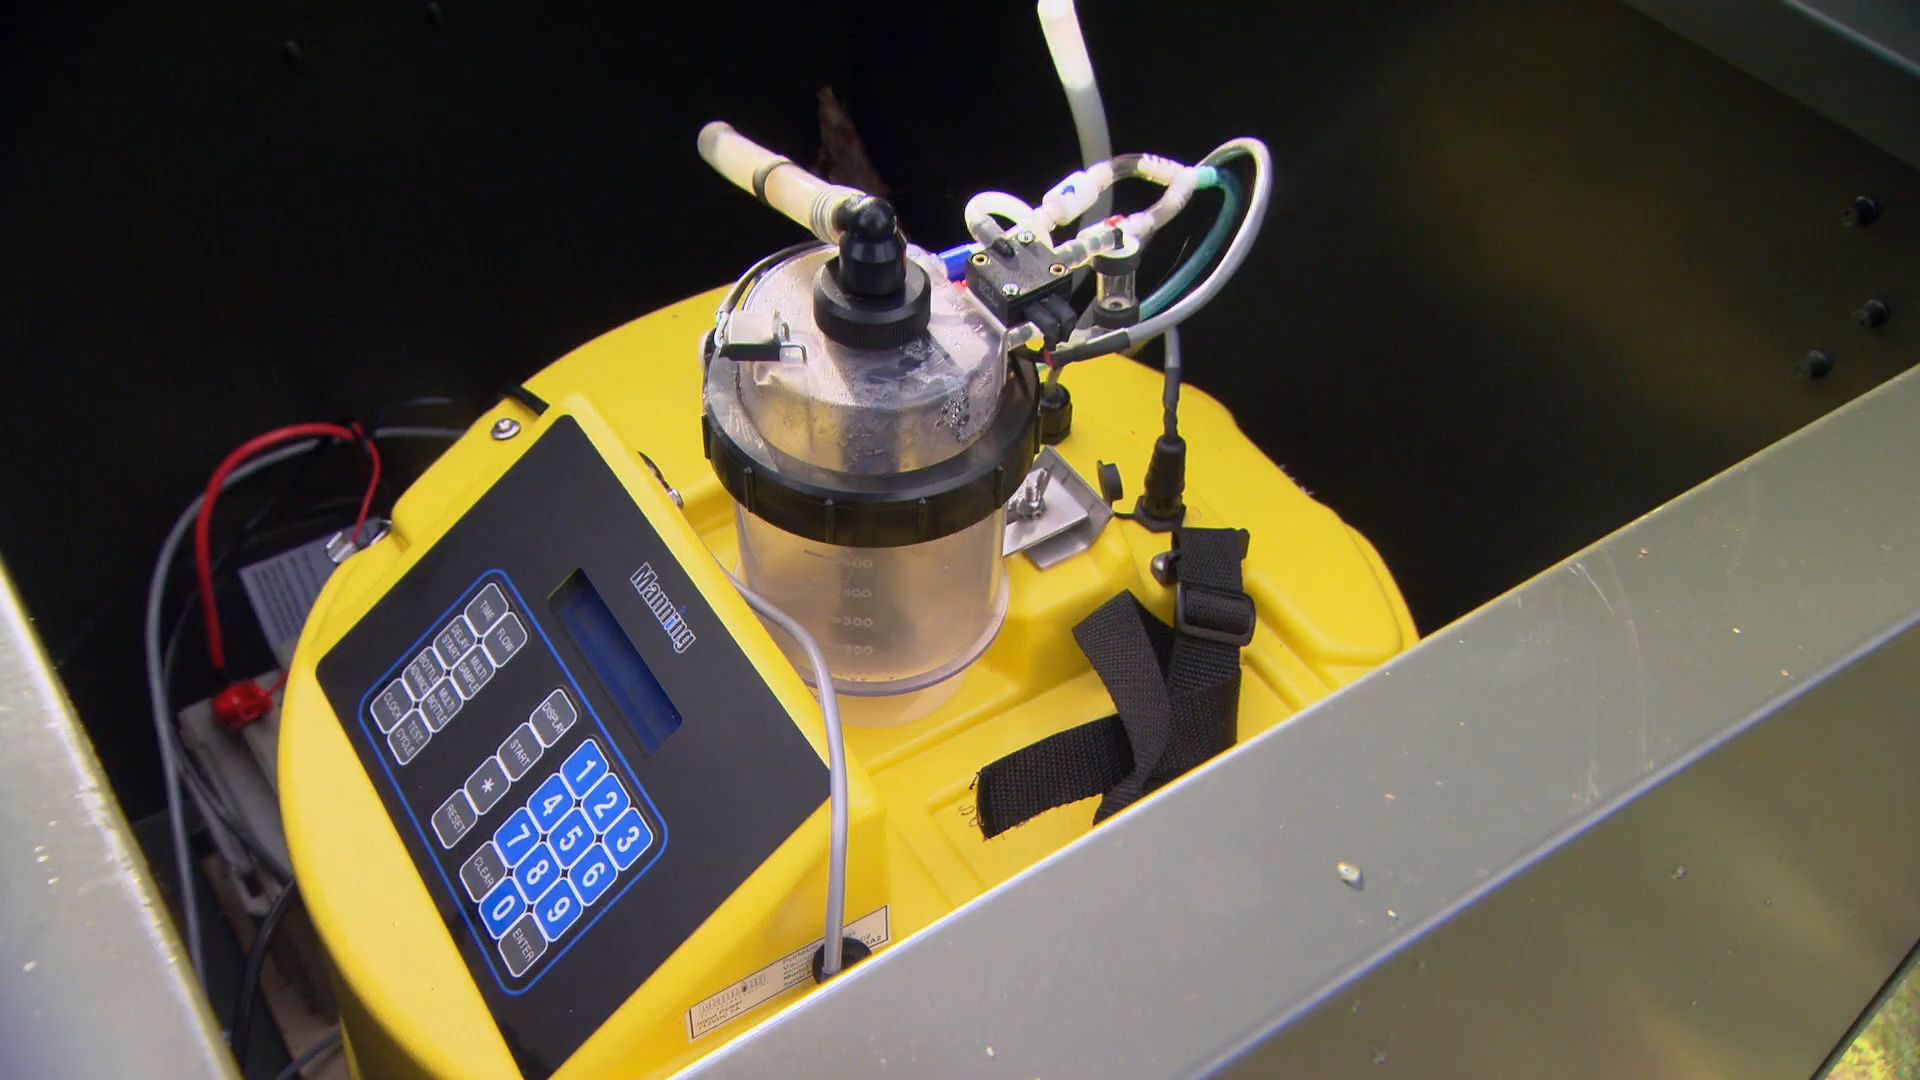 Manning
TIME
FLOW
DELAY START
MULTI SAMPLE
BOTTLE ADVANCE
MULTI BOTTLE
CLOCK
TEST CYCLE
DISPLAY
START
*
RESET
1
2
3
4
5
6
7
8
9
CLEAR
0
ENTER
400
300
200